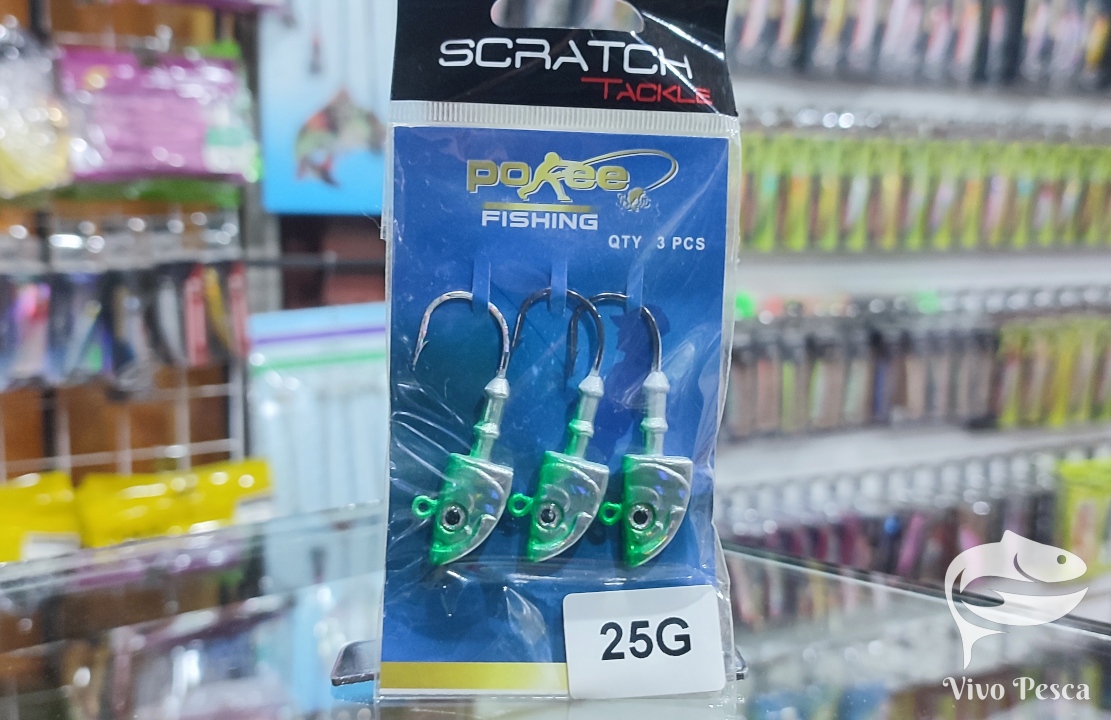 SCRATCH
TACKLE
POKEE
FISHING
QTY 3 PCS
25G
Vivo Pesca